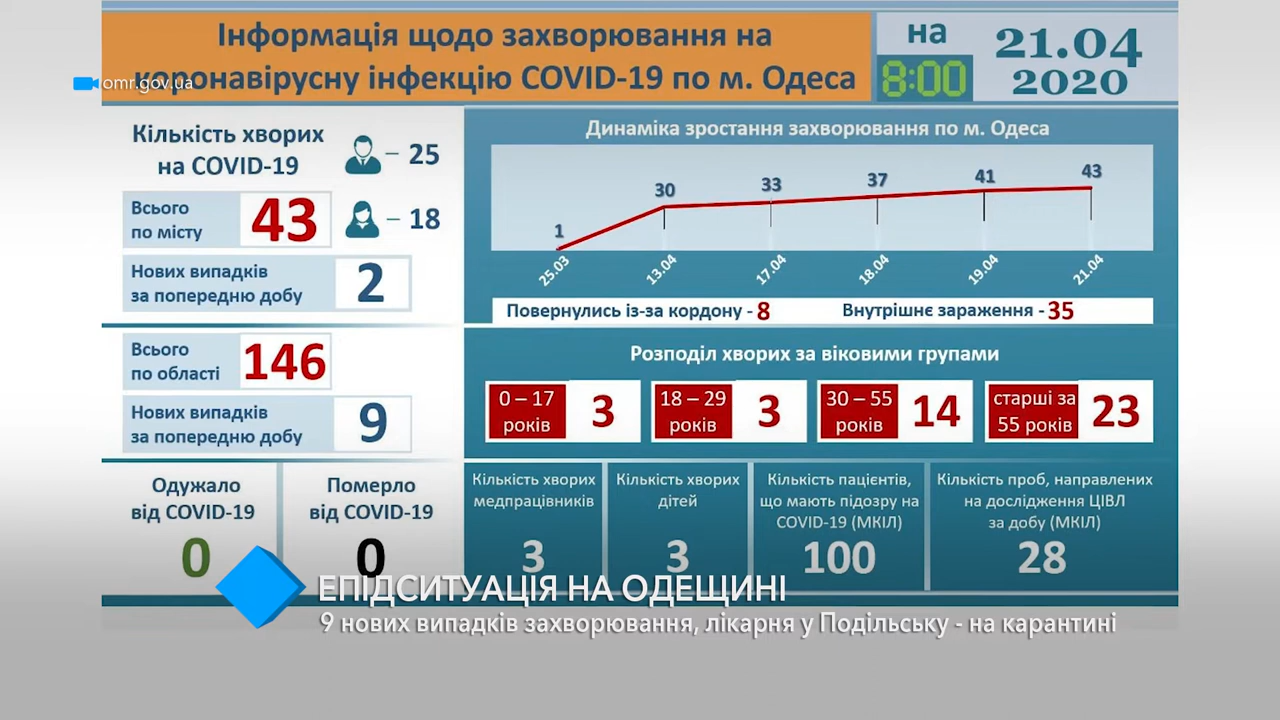 Інформація щодо захворювання на
коронавірусну інфекцію COVID-19 по м. Одеса
omr.gov.ua
на
8:00
21.04
2020
Кількість хворих
на COVID-19
– 25
– 18
Всього
по місту
43
Нових випадків
за попередню добу
2
Динаміка зростання захворювання по м. Одеса
1
30
33
37
41
43
25.03
13.04
17.04
18.04
19.04
21.04
Повернулись із-за кордону - 8
Внутрішнє зараження - 35
Всього
по області
146
Нових випадків
за попередню добу
9
Розподіл хворих за віковими групами
0 – 17
років
3
18 – 29
років
3
30 – 55
років
14
старші за
55 років
23
Одужало
від COVID-19
0
Померло
від COVID-19
0
Кількість хворих
медпрацівників
3
Кількість хворих
дітей
3
Кількість пацієнтів,
що мають підозру на
COVID-19 (МКІЛ)
100
Кількість проб, направлених
на дослідження ЦІВЛ
за добу (МКІЛ)
28
ЕПІДСИТУАЦІЯ НА ОДЕЩИНІ
9 нових випадків захворювання, лікарня у Подільську - на карантині